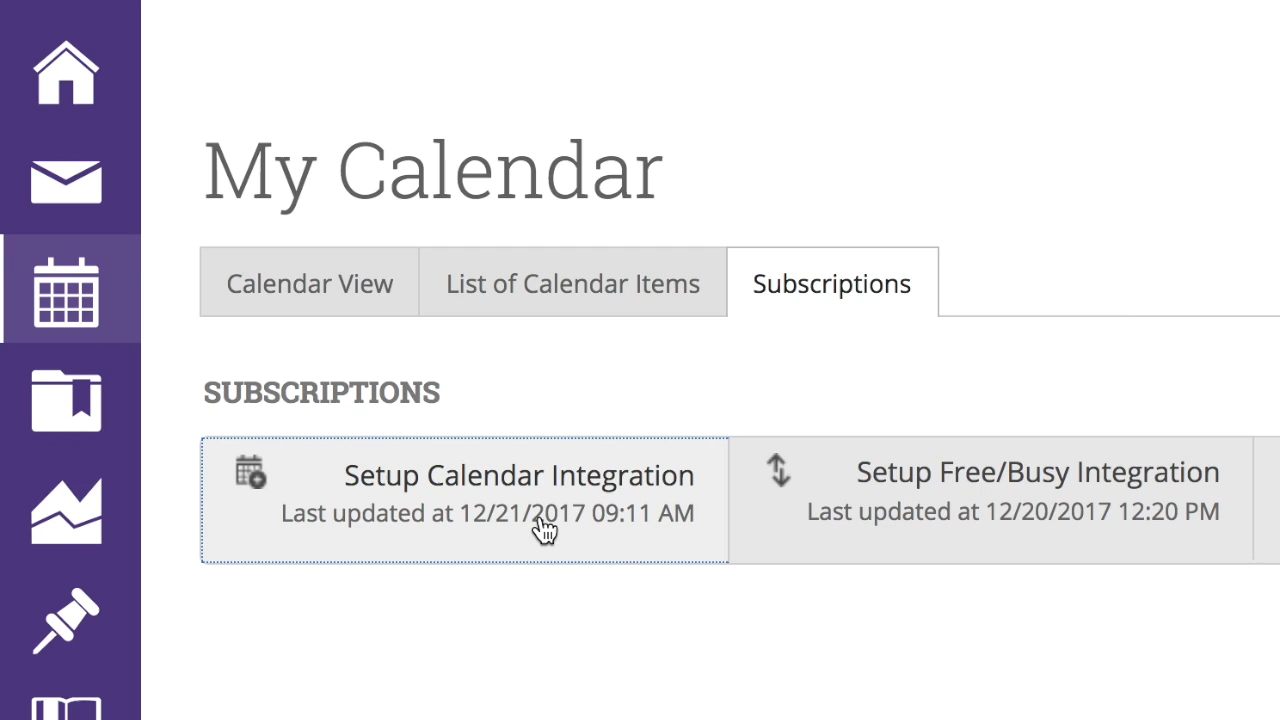 My Calendar
Calendar View
List of Calendar Items
Subscriptions
SUBSCRIPTIONS
Setup Calendar Integration
Last updated at 12/21/2017 09:11 AM
Setup Free/Busy Integration
Last updated at 12/20/2017 12:20 PM